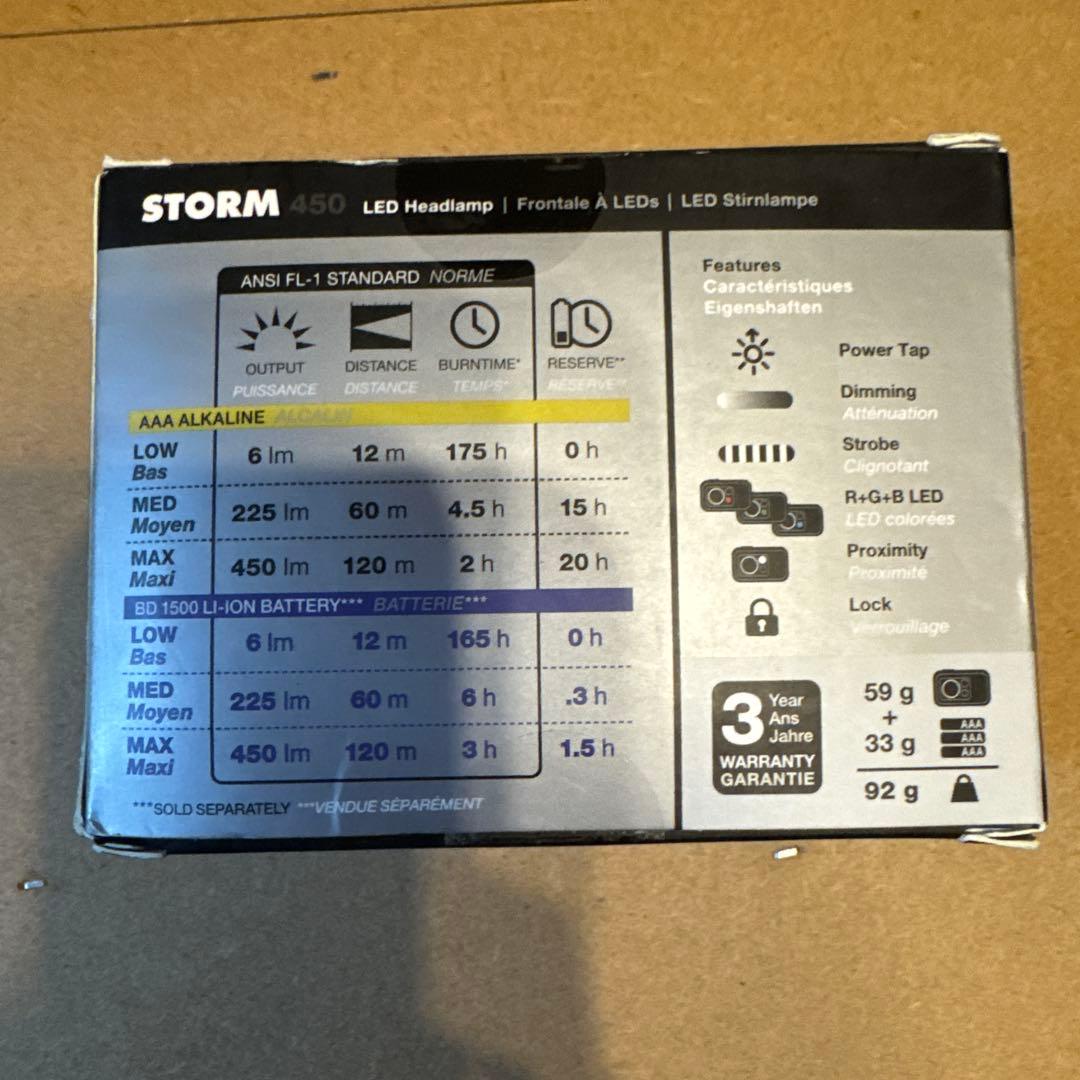 STORM 450 LED Headlamp | Frontale À LEDs | LED Stirnlampe
ANSI FL-1 STANDARD NORME
OUTPUT DISTANCE BURNTIME* RESERVE**
PUISSANCE DISTANCE TEMPS* RÉSERVE**
AAA ALKALINE ALCALIN
LOW 6 lm 12 m 175 h 0 h
Bas
MED 225 lm 60 m 4.5 h 15 h
Moyen
MAX 450 lm 120 m 2 h 20 h
Maxi
BD 1500 LI-ION BATTERY*** BATTERIE***
LOW 6 lm 12 m 165 h 0 h
Bas
MED 225 lm 60 m 6 h .3 h
Moyen
MAX 450 lm 120 m 3 h 1.5 h
Maxi
***SOLD SEPARATELY ***VENDUE SÉPARÉMENT
Features
Caractéristiques
Eigenshaften
Power Tap
Dimming
Atténuation
Strobe
Clignotant
R+G+B LED
LED colorées
Proximity
Proximité
Lock
Verrouillage
3 Year
Ans
Jahre
WARRANTY
GARANTIE
59 g
+
33 g
AAA
AAA
AAA
92 g